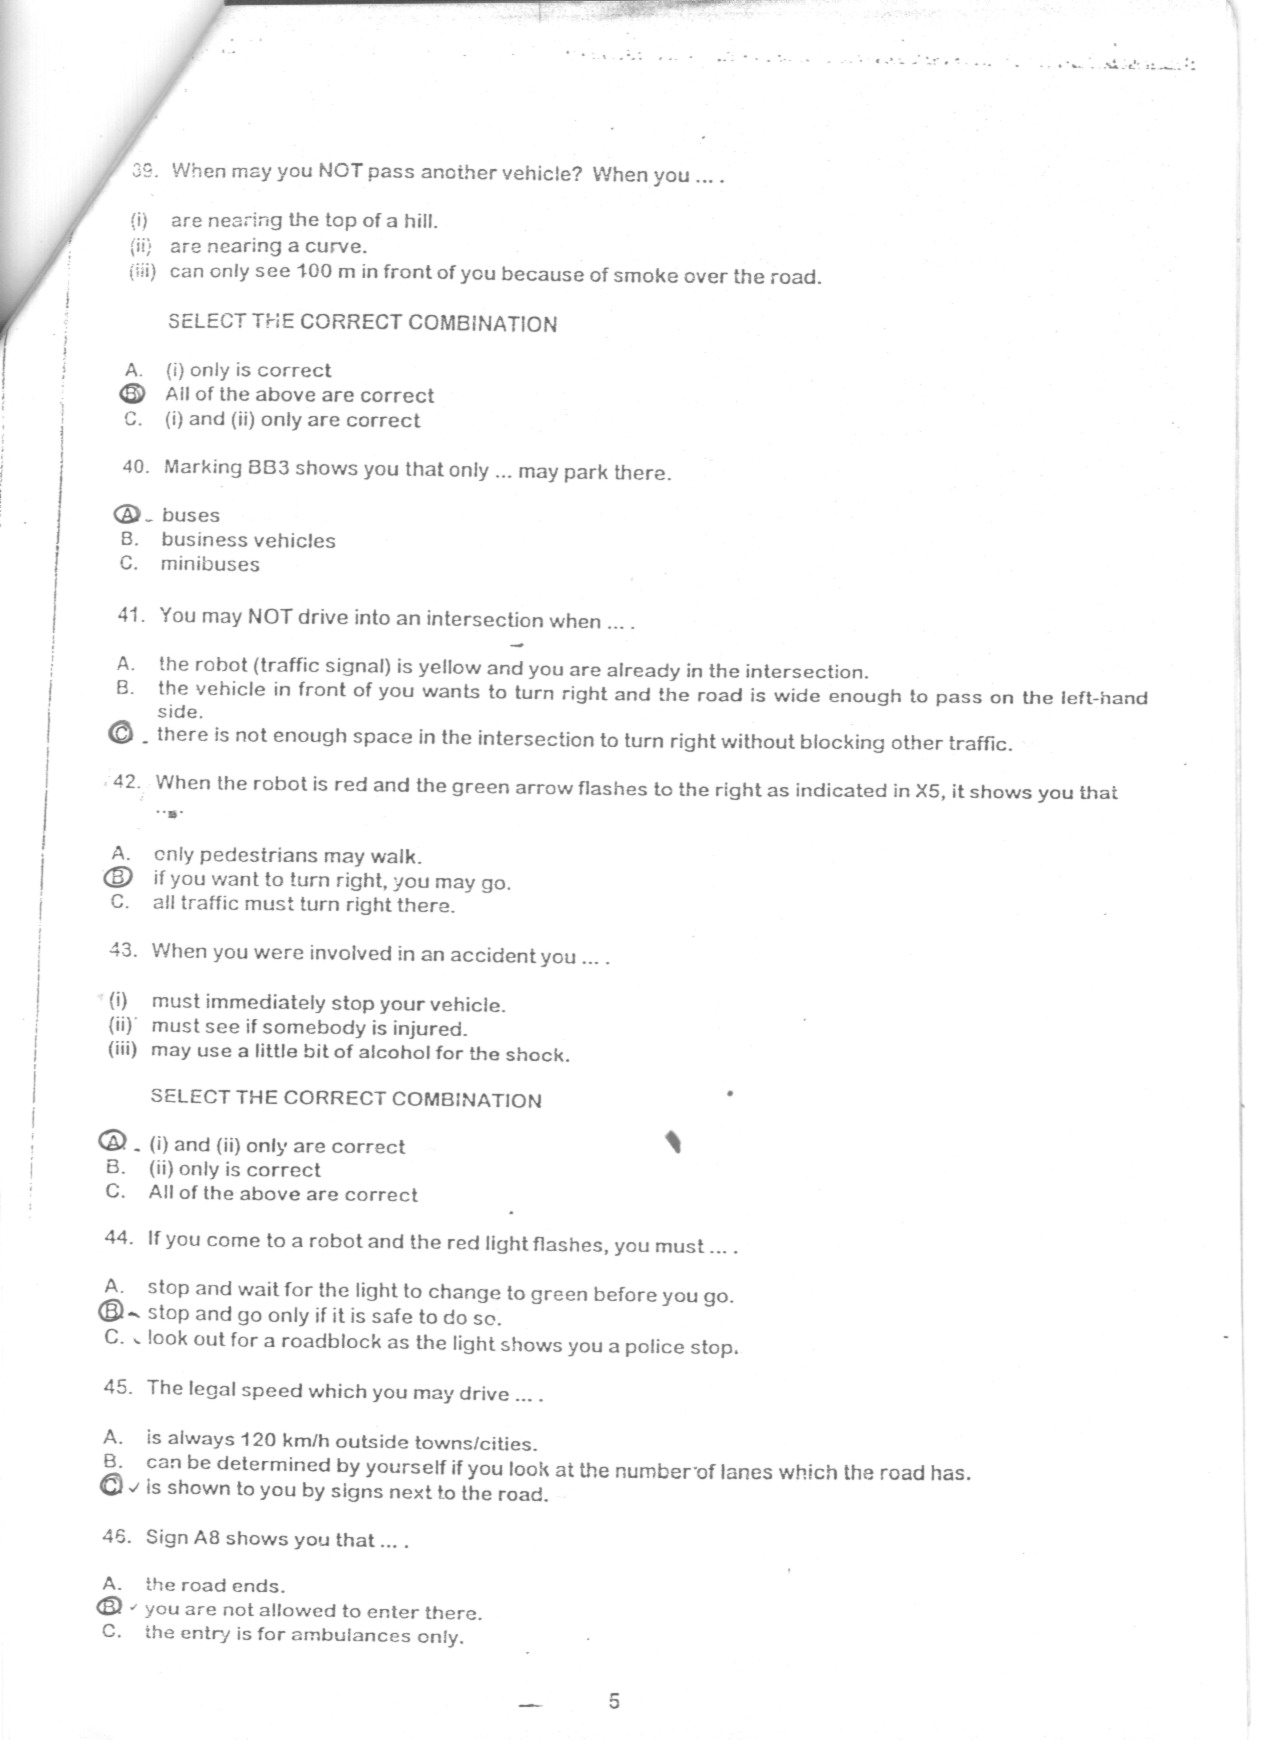 39. When may you NOT pass another vehicle? When you ... .
(i) are nearing the top of a hill.
(ii) are nearing a curve.
(iii) can only see 100 m in front of you because of smoke over the road.
SELECT THE CORRECT COMBINATION
A. (i) only is correct
B All of the above are correct
C. (i) and (ii) only are correct
40. Marking BB3 shows you that only ... may park there.
A buses
B. business vehicles
C. minibuses
41. You may NOT drive into an intersection when ... .
A. the robot (traffic signal) is yellow and you are already in the intersection.
B. the vehicle in front of you wants to turn right and the road is wide enough to pass on the left-hand
side.
C. there is not enough space in the intersection to turn right without blocking other traffic.
42. When the robot is red and the green arrow flashes to the right as indicated in X5, it shows you that
... .
A. only pedestrians may walk.
B if you want to turn right, you may go.
C. all traffic must turn right there.
43. When you were involved in an accident you ... .
(i) must immediately stop your vehicle.
(ii) must see if somebody is injured.
(iii) may use a little bit of alcohol for the shock.
SELECT THE CORRECT COMBINATION
A. (i) and (ii) only are correct
B. (ii) only is correct
C. All of the above are correct
44. If you come to a robot and the red light flashes, you must ... .
A. stop and wait for the light to change to green before you go.
B stop and go only if it is safe to do so.
C. look out for a roadblock as the light shows you a police stop.
45. The legal speed which you may drive ... .
A. is always 120 km/h outside towns/cities.
B. can be determined by yourself if you look at the number of lanes which the road has.
C ✓ is shown to you by signs next to the road.
46. Sign A8 shows you that ... .
A. the road ends.
B. ✓ you are not allowed to enter there.
C. the entry is for ambulances only.
5